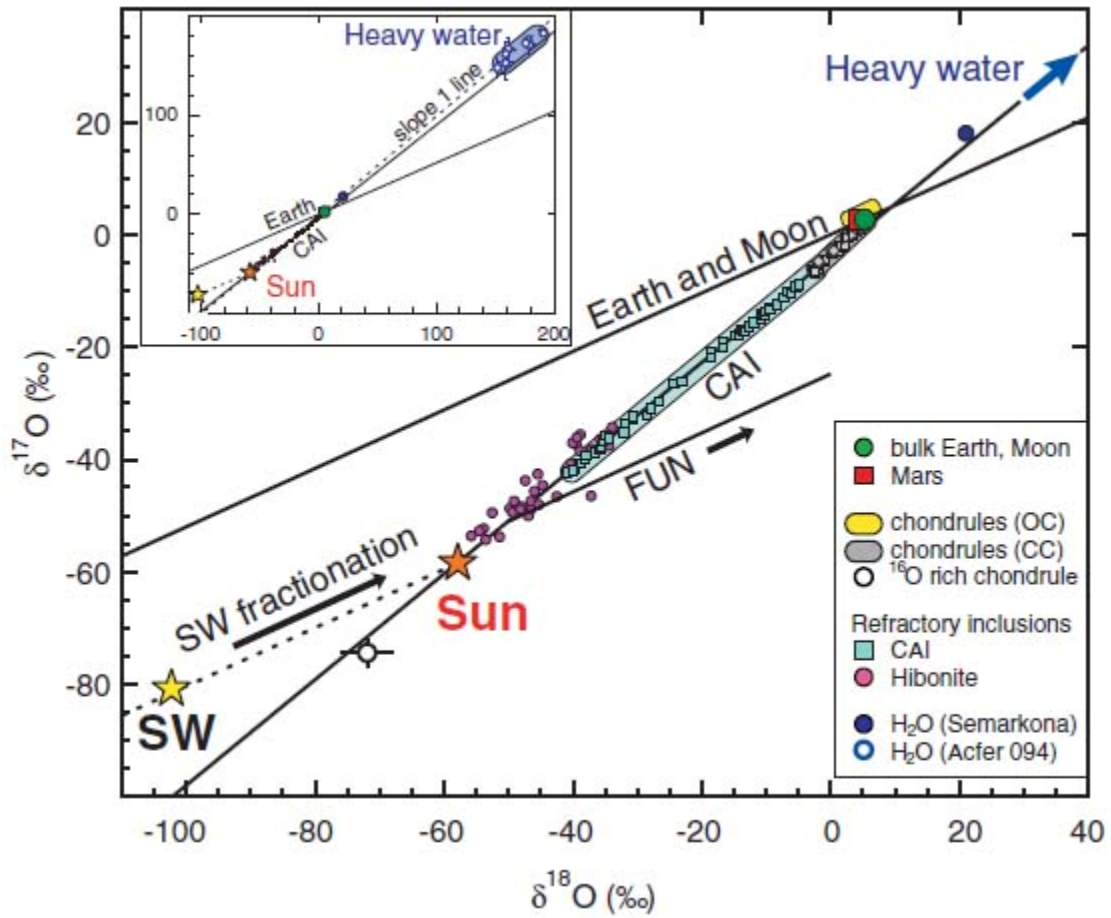 Heavy water
slope 1 line
100
0
Earth
CAI
Sun
-100
0
100
200
Heavy water
Earth and Moon
CAI
FUN
SW fractionation
Sun
SW
20
0
-20
-40
-60
-80
δ17O (‰)
bulk Earth, Moon
Mars
chondrules (OC)
chondrules (CC)
16O rich chondrule
Refractory inclusions
CAI
Hibonite
H2O (Semarkona)
H2O (Acfer 094)
-100 -80 -60 -40 -20 0 20 40
δ18O (‰)